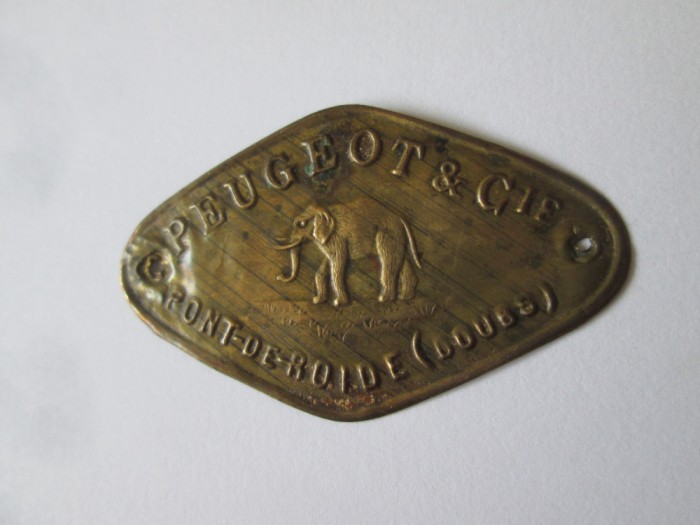 PEUGEOT & CIE
PONT-DE-ROIDE (DOUBS)